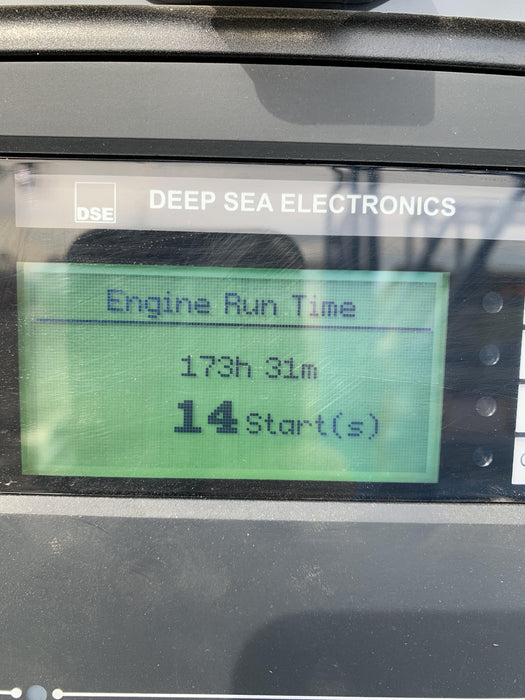 DSE DEEP SEA ELECTRONICS
Engine Run Time
173h 31m
14 Start(s)